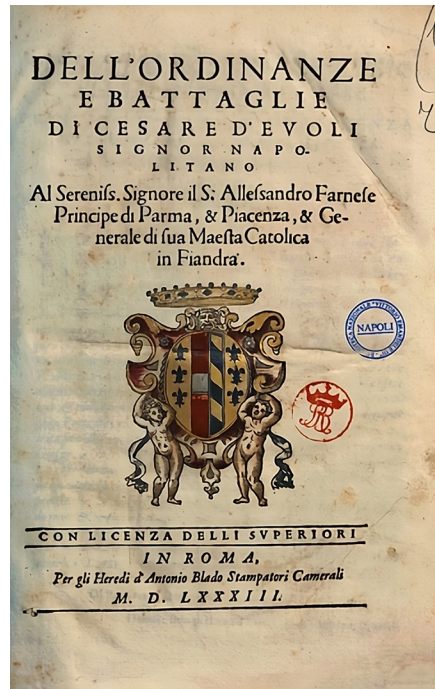 DELL'ORDINANZE
E BATTAGLIE
DI CESARE D'EVOLI
SIGNOR NAPO-
LITANO
Al Sereniſs. Signore il S. Alleſsandro Farneſe
Principe di Parma, & Piacenza, & Ge-
nerale di ſua Maeſta Catolica
in Fiandra.
NAPOLI
CON LICENZA DELLI SVPERIORI
IN ROMA,
Per gli Heredi d'Antonio Blado Stampatori Camerali
M. D. LXXXIII.